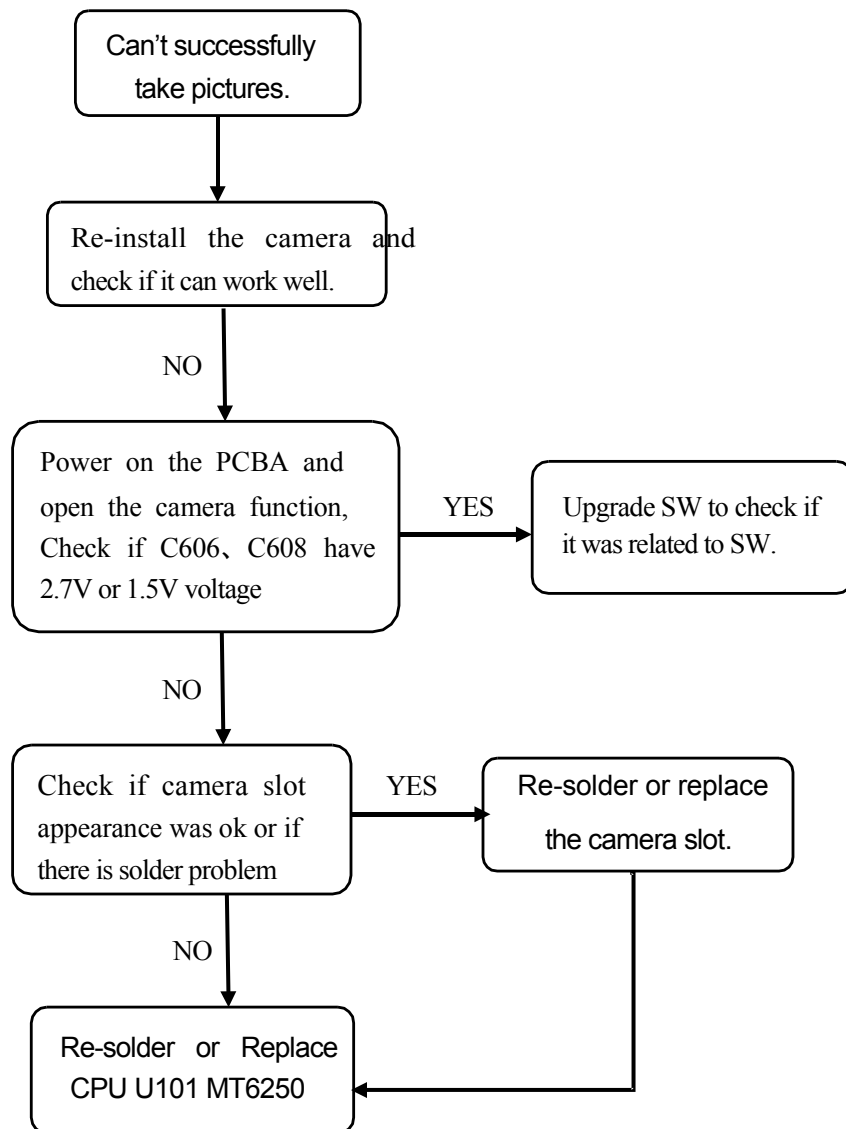 Can't successfully
take pictures.
Re-install the camera and
check if it can work well.
NO
Power on the PCBA and
open the camera function,
Check if C606、C608 have
2.7V or 1.5V voltage
YES
Upgrade SW to check if
it was related to SW.
NO
Check if camera slot
appearance was ok or if
there is solder problem
YES
Re-solder or replace
the camera slot.
NO
Re-solder or Replace
CPU U101 MT6250